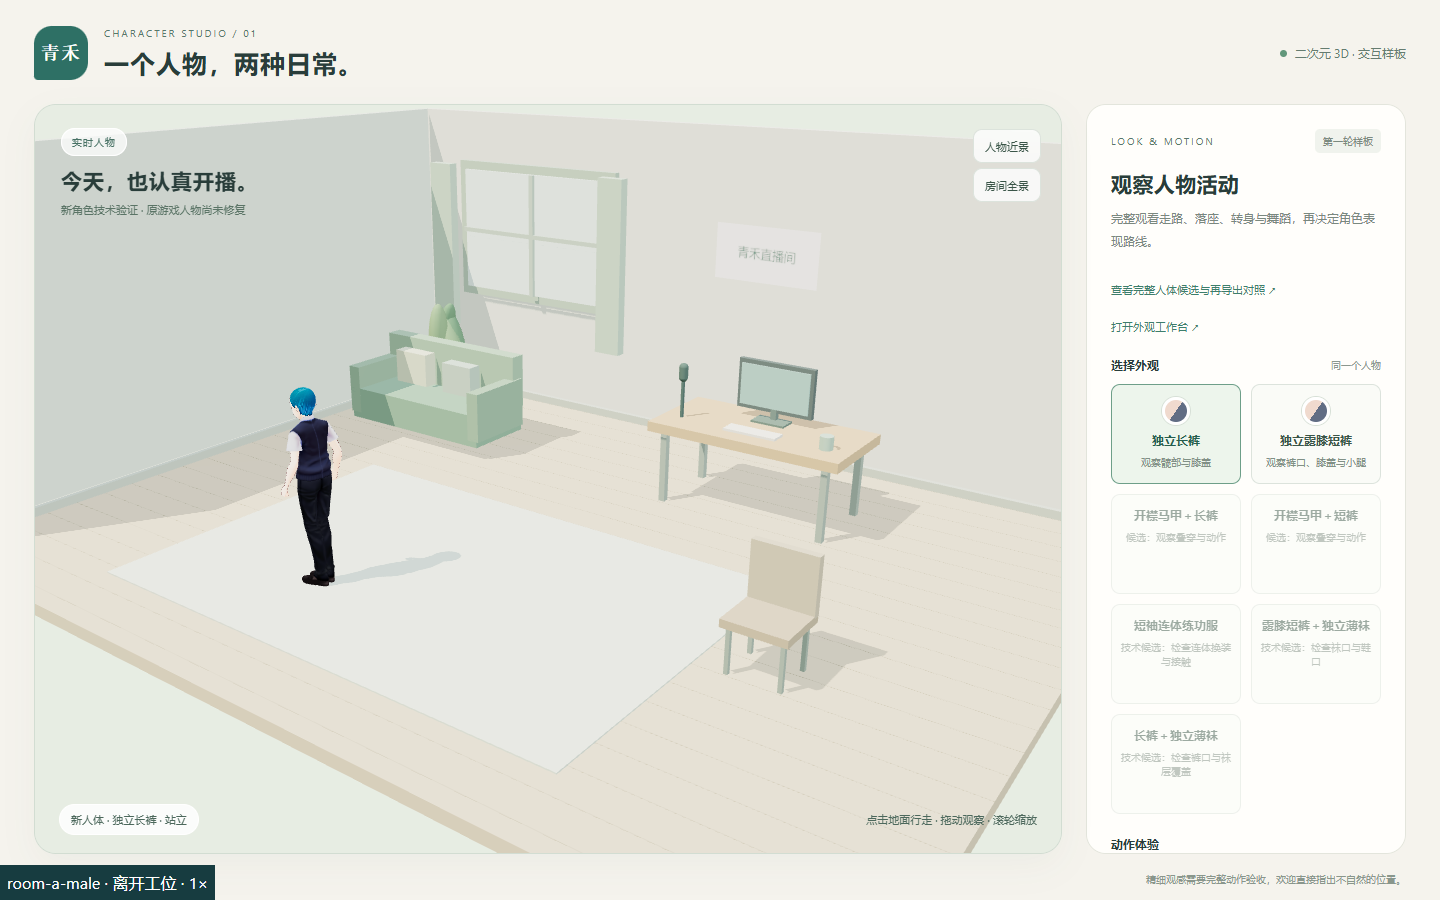 青禾
CHARACTER STUDIO / 01
一个人物，两种日常。
二次元 3D · 交互样板
实时人物
今天，也认真开播。
新角色技术验证 · 原游戏人物尚未修复
人物近景
房间全景
青禾直播间
新人体 · 独立长裤 · 站立
点击地面行走 · 拖动观察 · 滚轮缩放
LOOK & MOTION
第一轮样板
观察人物活动
完整观看走路、落座、转身与舞蹈，再决定角色表
现路线。
查看完整人体候选与再导出对照 ↗
打开外观工作台 ↗
选择外观
同一个人物
独立长裤
观察髋部与膝盖
独立露膝短裤
观察裤口、膝盖与小腿
开襟马甲 + 长裤
候选：观察叠穿与动作
开襟马甲 + 短裤
候选：观察叠穿与动作
短袖连体练功服
技术候选：检查连体换装
与接触
露膝短裤 + 独立薄袜
技术候选：检查袜口与鞋
口
长裤 + 独立薄袜
技术候选：检查裤口与袜
层覆盖
动作体验
room-a-male · 离开工位 · 1×
精细观感需要完整动作验收，欢迎直接指出不自然的位置。